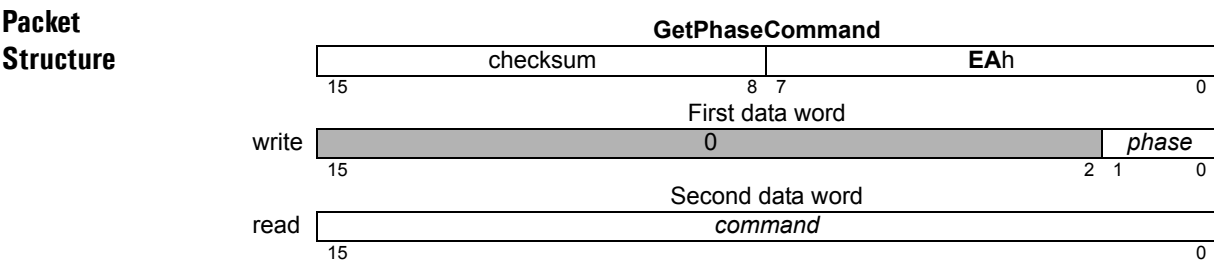 Packet
Structure
GetPhaseCommand
checksum EAh
15 8 7 0
First data word
write 0 phase
15 2 1 0
Second data word
read command
15 0